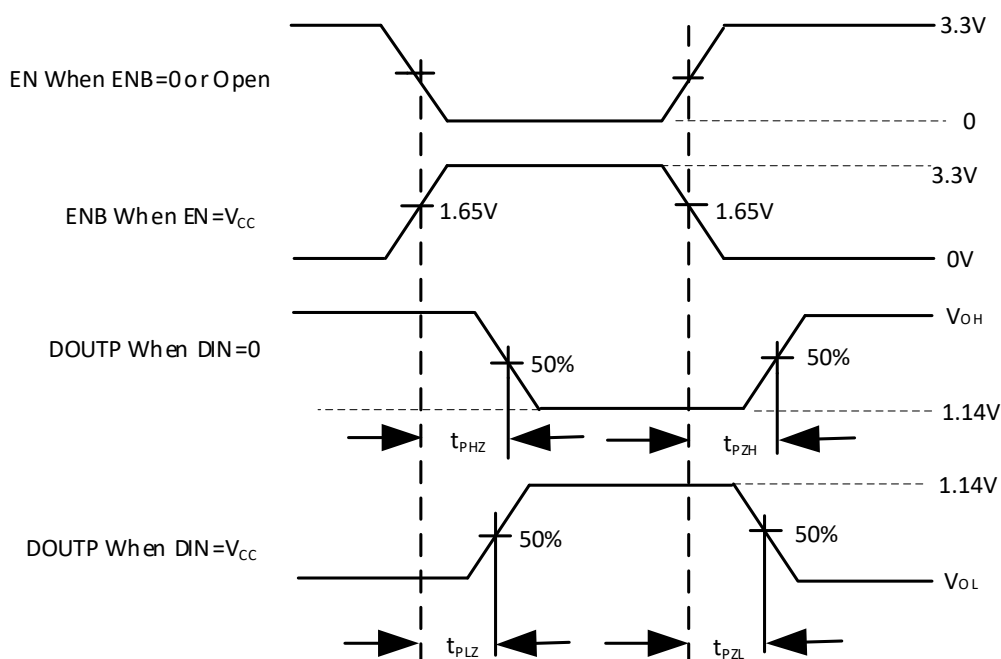 3.3V
EN When ENB=0 or Open
0
3.3V
ENB When EN=VCC
1.65V
1.65V
0V
VOH
DOUTP When DIN=0
50%
50%
1.14V
tPHZ
tPZH
1.14V
DOUTP When DIN=VCC
50%
50%
VOL
tPLZ
tPZL